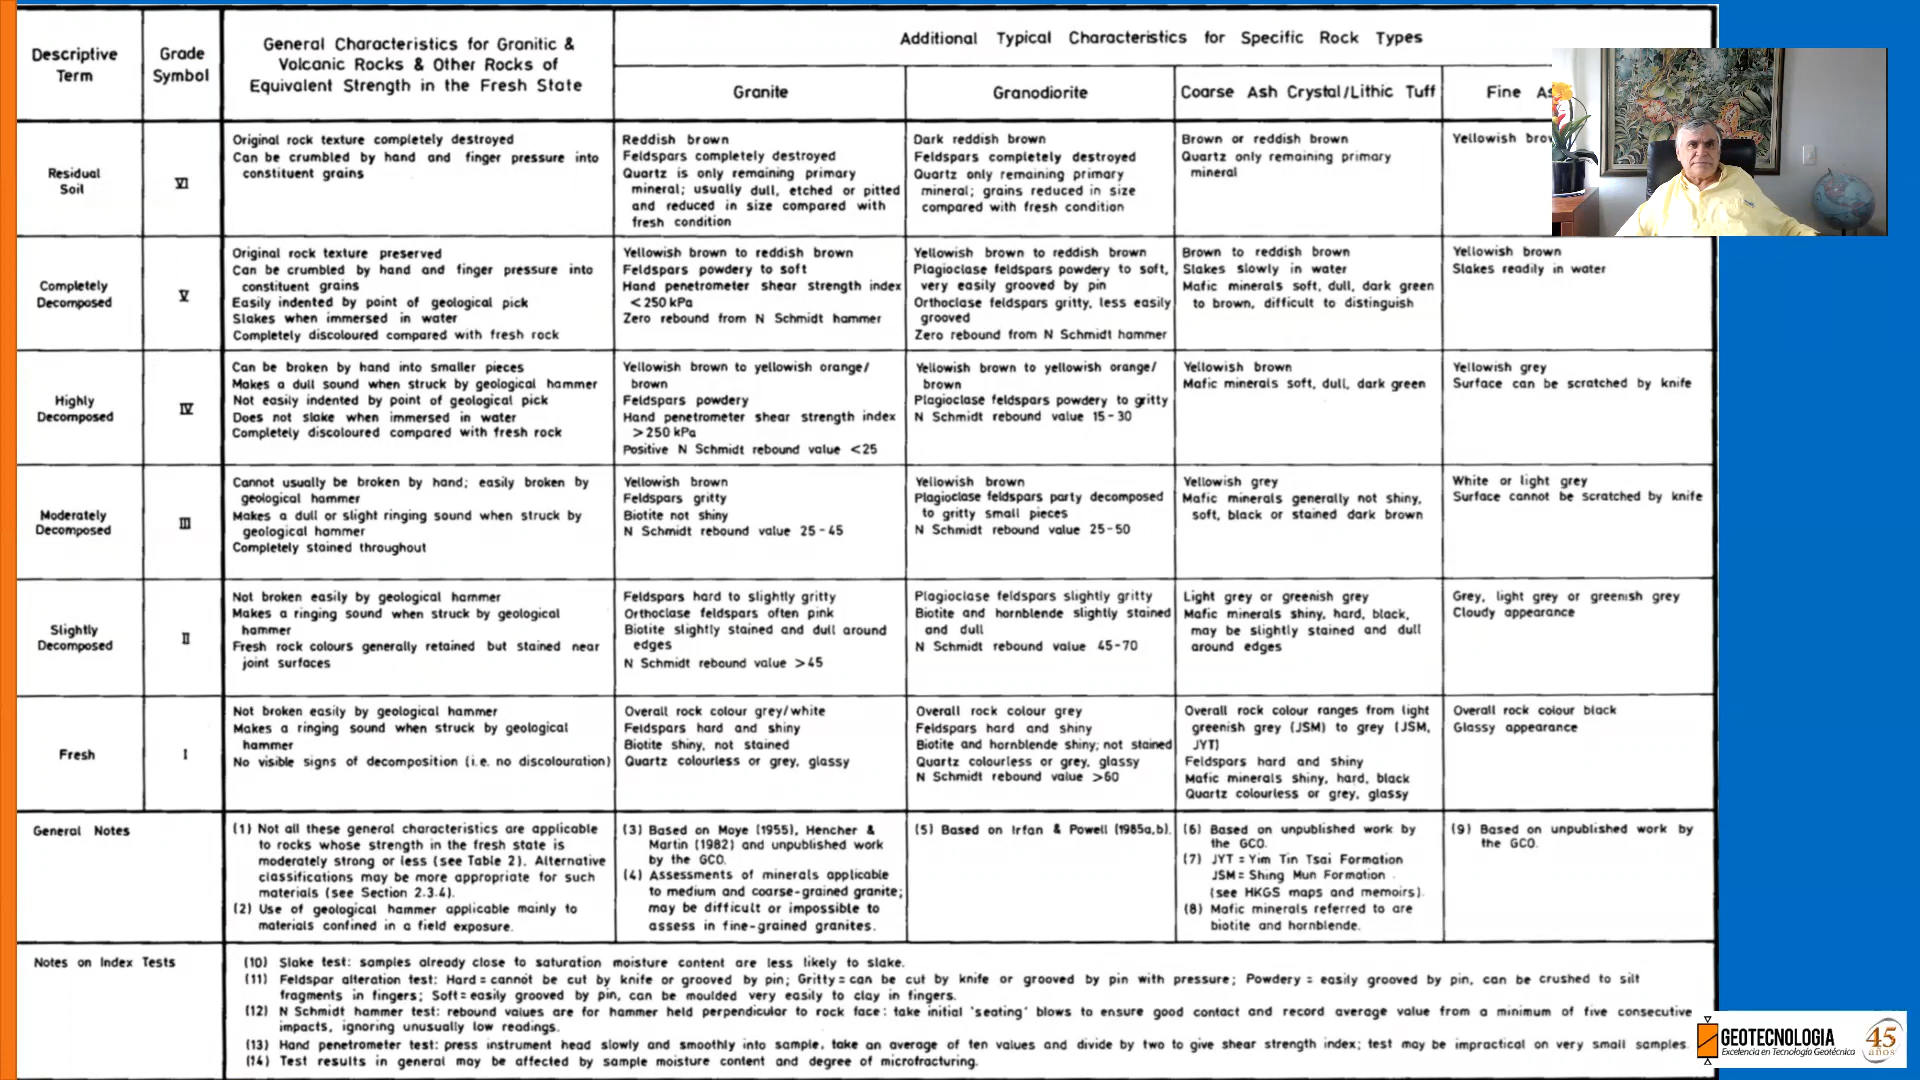 Descriptive
Term
Grade
Symbol
General Characteristics for Granitic &
Volcanic Rocks & Other Rocks of
Equivalent Strength in the Fresh State
Additional Typical Characteristics for Specific Rock Types
Granite
Granodiorite
Coarse Ash Crystal/Lithic Tuff
Fine
Residual
Soil
VI
Original rock texture completely destroyed
Can be crumbled by hand and finger pressure into
constituent grains
Reddish brown
Feldspars completely destroyed
Quartz is only remaining primary
mineral; usually dull, etched or pitted
and reduced in size compared with
fresh condition
Dark reddish brown
Feldspars completely destroyed
Quartz only remaining primary
mineral; grains reduced in size
compared with fresh condition
Brown or reddish brown
Quartz only remaining primary
mineral
Yellowish
Completely
Decomposed
V
Original rock texture preserved
Can be crumbled by hand and finger pressure into
constituent grains
Easily indented by point of geological pick
Slakes when immersed in water
Completely discoloured compared with fresh rock
Yellowish brown to reddish brown
Feldspars powdery to soft
Hand penetrometer shear strength index
<250 kPa
Zero rebound from N Schmidt hammer
Yellowish brown to reddish brown
Plagioclase feldspars powdery to soft,
very easily grooved by pin
Orthoclase feldspars gritty, less easily
grooved
Zero rebound from N Schmidt hammer
Brown to reddish brown
Slakes slowly in water
Mafic minerals soft, dull, dark green
to brown, difficult to distinguish
Yellowish brown
Slakes readily in water
Highly
Decomposed
IV
Can be broken by hand into smaller pieces
Makes a dull sound when struck by geological hammer
Not easily indented by point of geological pick
Does not slake when immersed in water
Completely discoloured compared with fresh rock
Yellowish brown to yellowish orange/
brown
Feldspars powdery
Hand penetrometer shear strength index
>250 kPa
Positive N Schmidt rebound value <25
Yellowish brown to yellowish orange/
brown
Plagioclase feldspars powdery to gritty
N Schmidt rebound value 15-30
Yellowish brown
Mafic minerals soft, dull, dark green
Yellowish grey
Surface can be scratched by knife
Moderately
Decomposed
III
Cannot usually be broken by hand; easily broken by
geological hammer
Makes a dull or slight ringing sound when struck by
geological hammer
Completely stained throughout
Yellowish brown
Feldspars gritty
Biotite not shiny
N Schmidt rebound value 25-45
Yellowish brown
Plagioclase feldspars party decomposed
to gritty small pieces
N Schmidt rebound value 25-50
Yellowish grey
Mafic minerals generally not shiny,
soft, black or stained dark brown
White or light grey
Surface cannot be scratched by knife
Slightly
Decomposed
II
Not broken easily by geological hammer
Makes a ringing sound when struck by geological
hammer
Fresh rock colours generally retained but stained near
joint surfaces
Feldspars hard to slightly gritty
Orthoclase feldspars often pink
Biotite slightly stained and dull around
edges
N Schmidt rebound value >45
Plagioclase feldspars slightly gritty
Biotite and hornblende slightly stained
and dull
N Schmidt rebound value 45-70
Light grey or greenish grey
Mafic minerals shiny, hard, black,
may be slightly stained and dull
around edges
Grey, light grey or greenish grey
Cloudy appearance
Fresh
I
Not broken easily by geological hammer
Makes a ringing sound when struck by geological
hammer
No visible signs of decomposition (i.e. no discolouration)
Overall rock colour grey/white
Feldspars hard and shiny
Biotite shiny, not stained
Quartz colourless or grey, glassy
Overall rock colour grey
Feldspars hard and shiny
Biotite and hornblende shiny; not stained
Quartz colourless or grey, glassy
N Schmidt rebound value >60
Overall rock colour ranges from light
greenish grey (JSM) to grey (JSM,
JYT)
Feldspars hard and shiny
Mafic minerals shiny, hard, black
Quartz colourless or grey, glassy
Overall rock colour black
Glassy appearance
General Notes
(1) Not all these general characteristics are applicable
to rocks whose strength in the fresh state is
moderately strong or less (see Table 2). Alternative
classifications may be more appropriate for such
materials (see Section 2.3.4).
(2) Use of geological hammer applicable mainly to
materials confined in a field exposure.
(3) Based on Moye (1955), Hencher &
Martin (1982) and unpublished work
by the GCO.
(4) Assessments of minerals applicable
to medium and coarse-grained granite;
may be difficult or impossible to
assess in fine-grained granites.
(5) Based on Irfan & Powell (1985a,b).
(6) Based on unpublished work by
the GCO.
(7) JYT = Yim Tin Tsai Formation
JSM = Shing Mun Formation
(see HKGS maps and memoirs).
(8) Mafic minerals referred to are
biotite and hornblende.
(9) Based on unpublished work by
the GCO.
Notes on Index Tests
(10) Slake test: samples already close to saturation moisture content are less likely to slake.
(11) Feldspar alteration test: Hard = cannot be cut by knife or grooved by pin; Gritty = can be cut by knife or grooved by pin with pressure; Powdery = easily grooved by pin, can be crushed to silt
fragments in fingers; Soft = easily grooved by pin, can be moulded very easily to clay in fingers.
(12) N Schmidt hammer test: rebound values are for hammer held perpendicular to rock face: take initial 'seating' blows to ensure good contact and record average value from a minimum of five consecutive
impacts, ignoring unusually low readings.
(13) Hand penetrometer test: press instrument head slowly and smoothly into sample, take an average of ten values and divide by two to give shear strength index; test may be impractical on very small samples.
(14) Test results in general may be affected by sample moisture content and degree of microfracturing.
GEOTECNOLOGIA
Excelencia en Tecnología Geotécnica
45
años